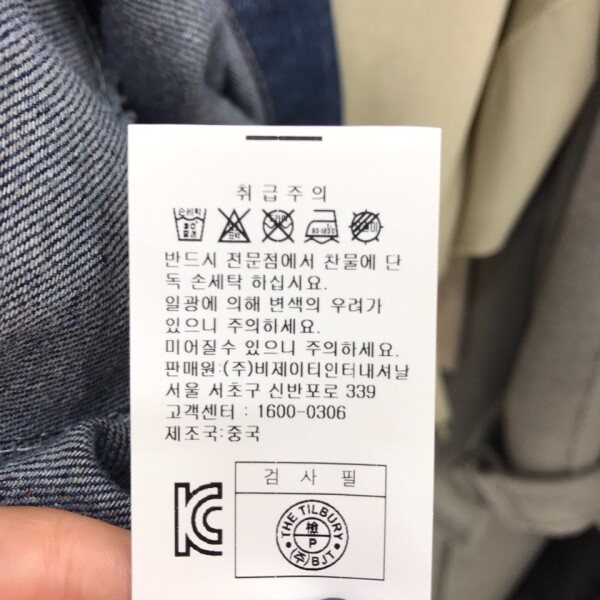 취급주의
손세탁
반드시 전문점에서 찬물에 단
독 손세탁 하십시요.
일광에 의해 변색의 우려가
있으니 주의하세요.
미어질수 있으니 주의하세요.
판매원:(주)비제이티인터내셔날
서울 서초구 신반포로 339
고객센터 : 1600-0306
제조국:중국
검사필
THE TILBURY
檢
P
(주)BJT